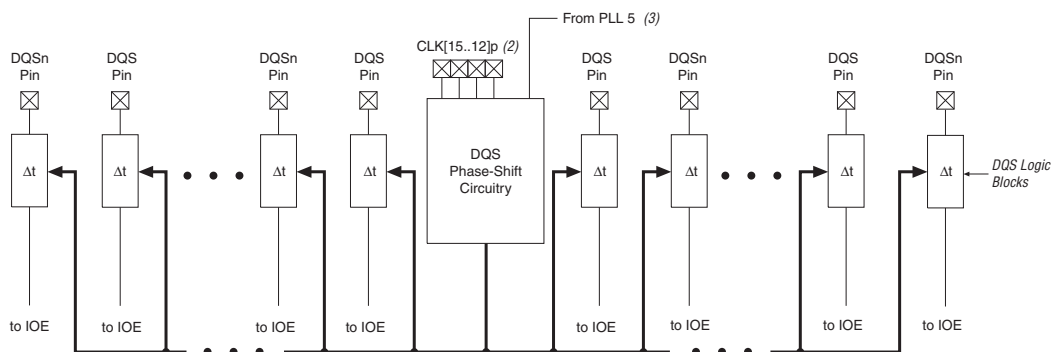 From PLL 5 (3)
CLK[15..12]p (2)
DQSn
Pin
DQS
Pin
DQSn
Pin
DQS
Pin
DQS
Pin
DQSn
Pin
DQS
Pin
DQSn
Pin
Δt
Δt
Δt
Δt
DQS
Phase-Shift
Circuitry
Δt
Δt
Δt
Δt
DQS Logic
Blocks
to IOE
to IOE
to IOE
to IOE
to IOE
to IOE
to IOE
to IOE